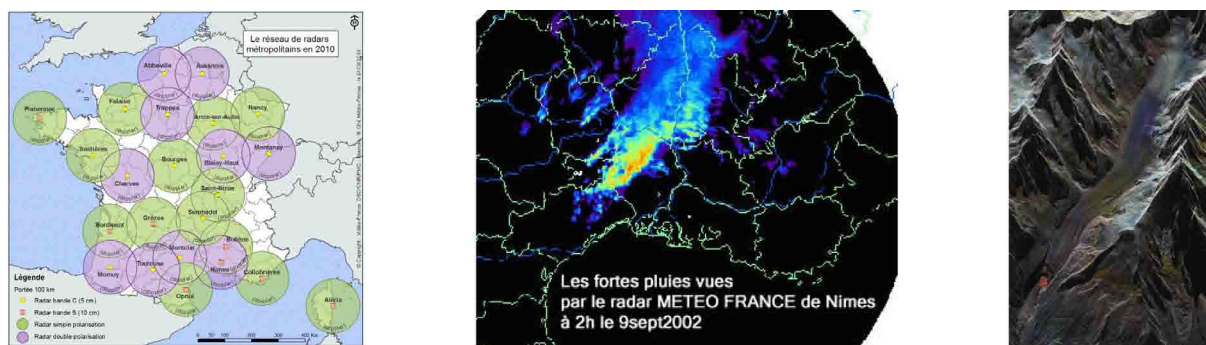 Le réseau de radars
métropolitains en 2010
Abbeville
Avesnois
Plabennec
Falaise
Trappes
Arcis-sur-Aube
Nancy
Treillières
Bourges
Blaisy-Haut
Montancy
Cherves
Saint-Nizier
Bordeaux
Grèzes
Sembadel
Momuy
Toulouse
Montclar
Bollène
Nîmes
Collobrières
Opoul
Aléria
Légende
Portée 100 km
Radar bande C (5 cm)
Radar bande S (10 cm)
Radar simple polarisation
Radar double polarisation
Les fortes pluies vues
par le radar METEO FRANCE de Nimes
à 2h le 9sept2002